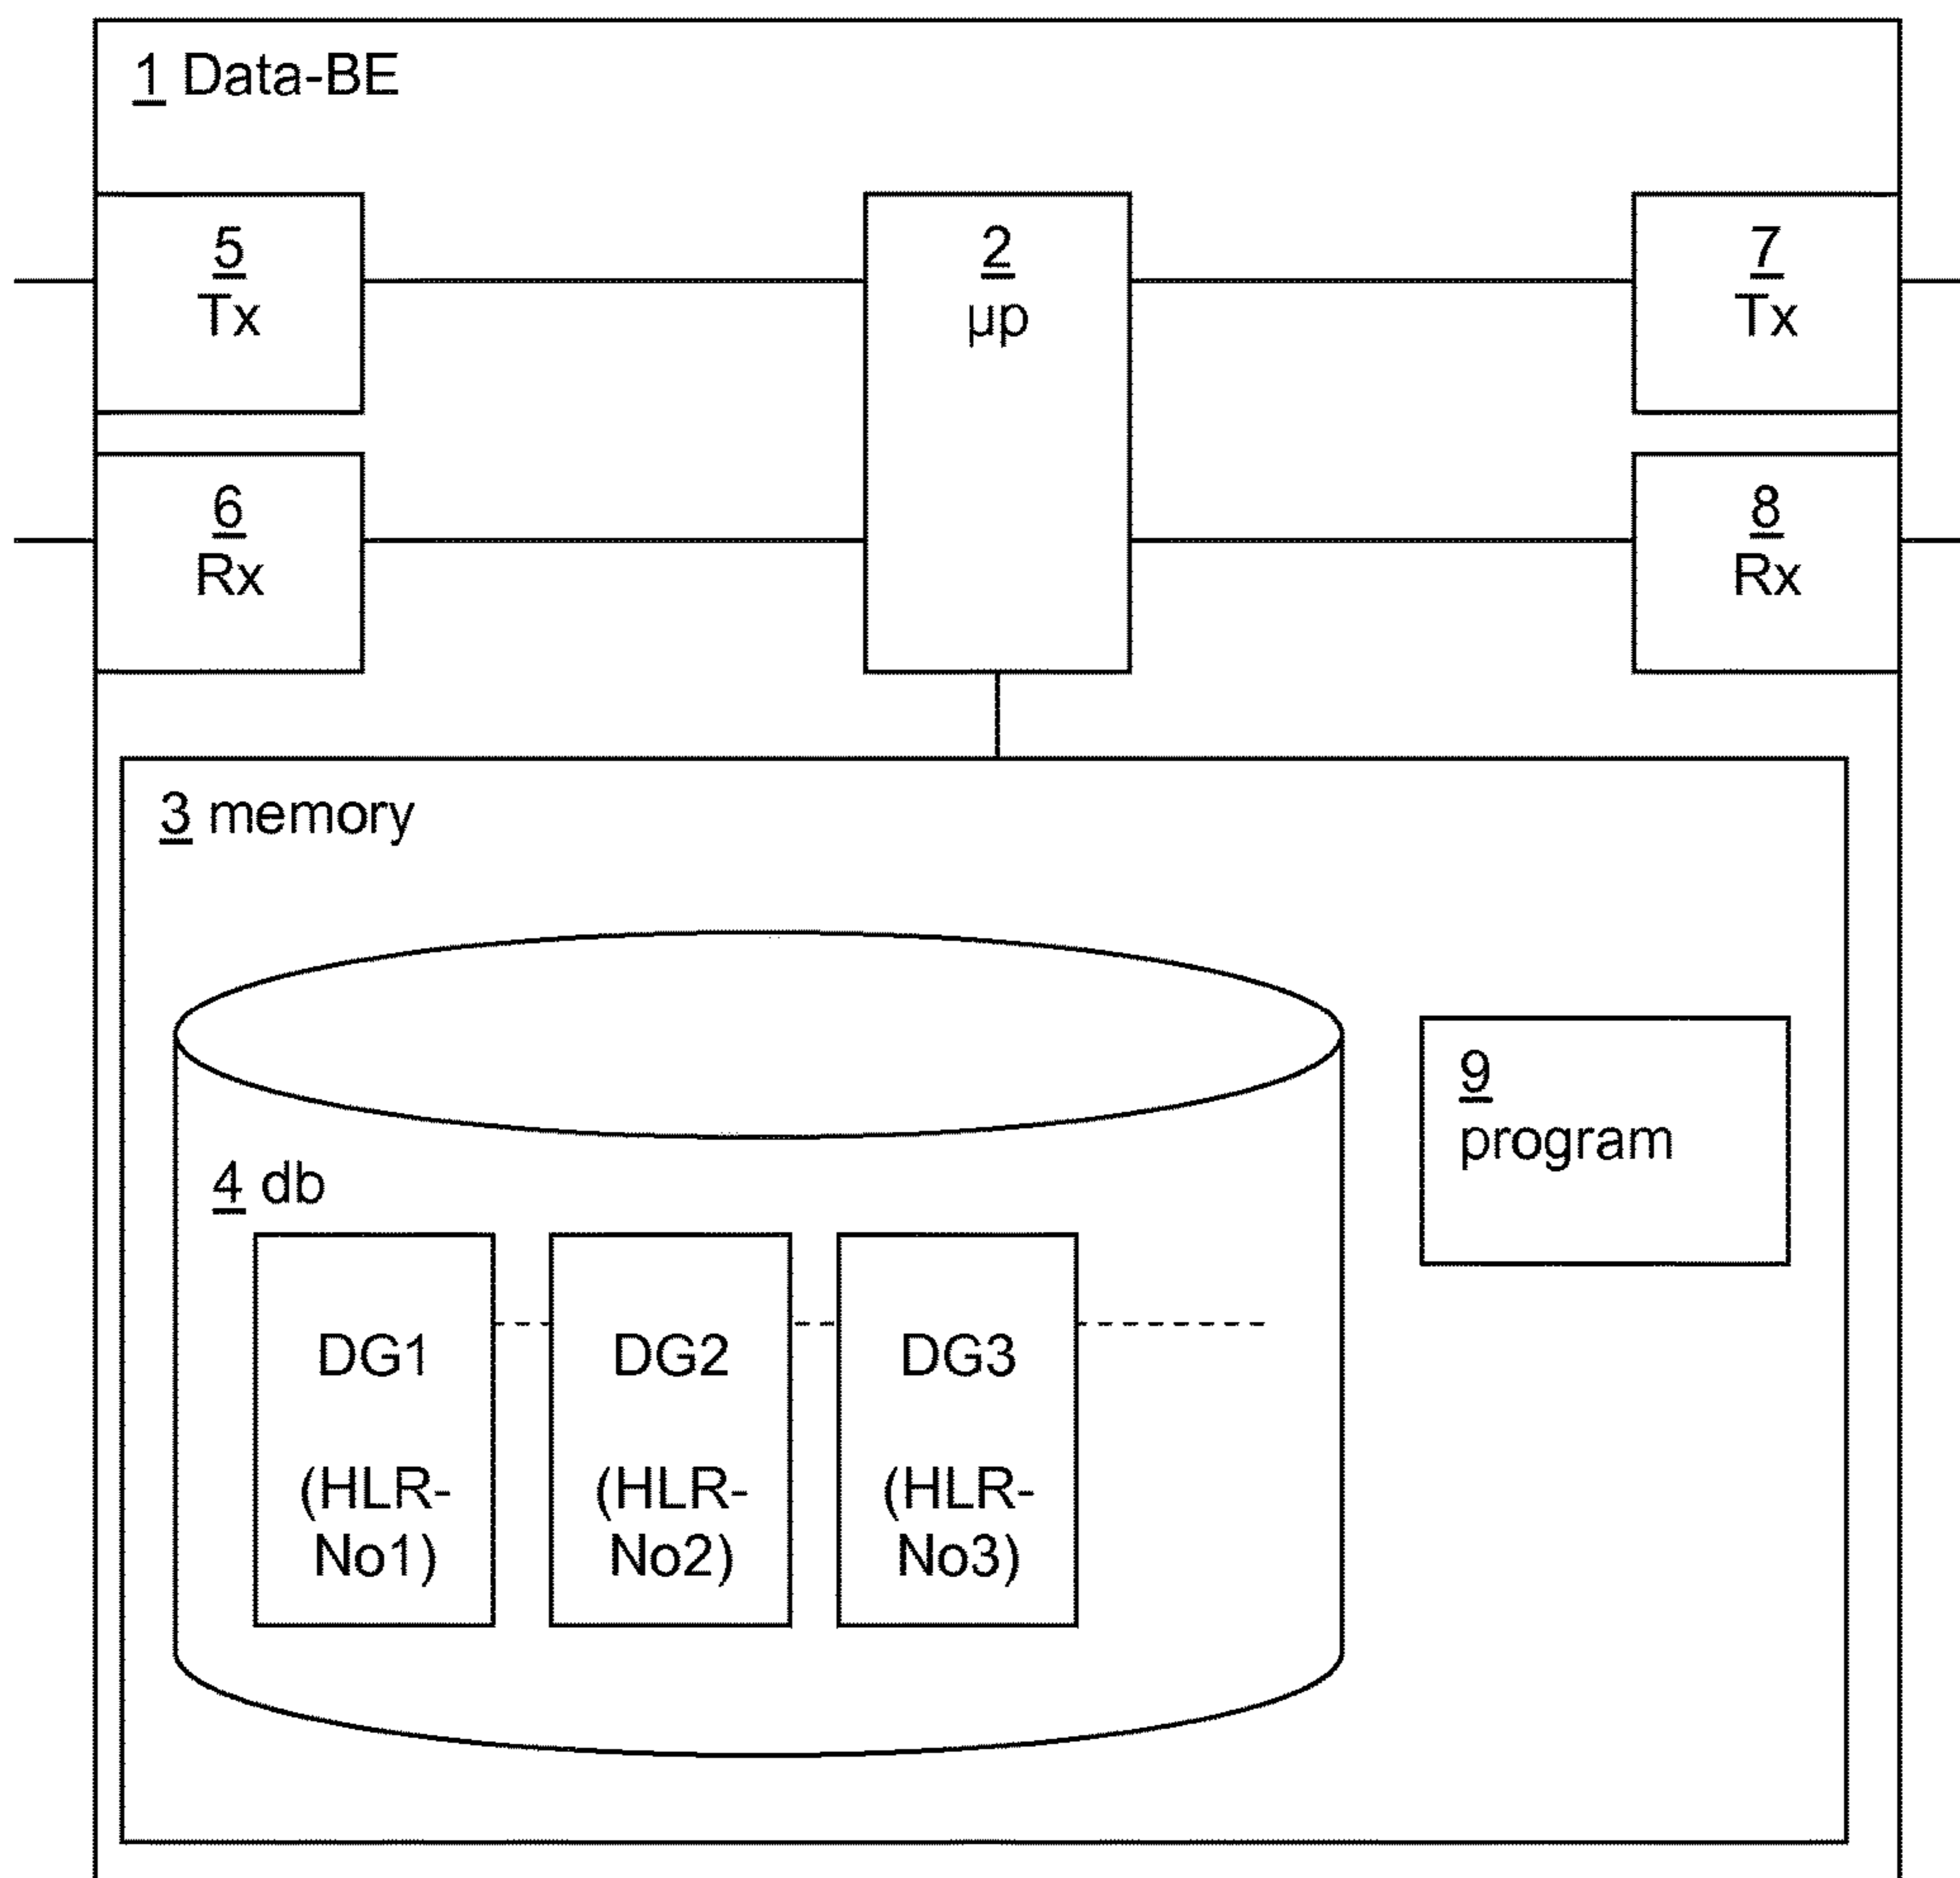 1 Data-BE
5
Tx
2
µp
7
Tx
6
Rx
8
Rx
3 memory
9
program
4 db
DG1
(HLR-
No1)
DG2
(HLR-
No2)
DG3
(HLR-
No3)